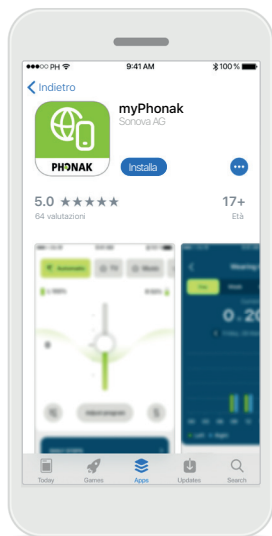 PH 9:41 AM 100 %
Indietro
myPhonak
Sonova AG
PHONAK
Installa
5.0 17+
64 valutazioni Età
Today Games Apps Updates Search